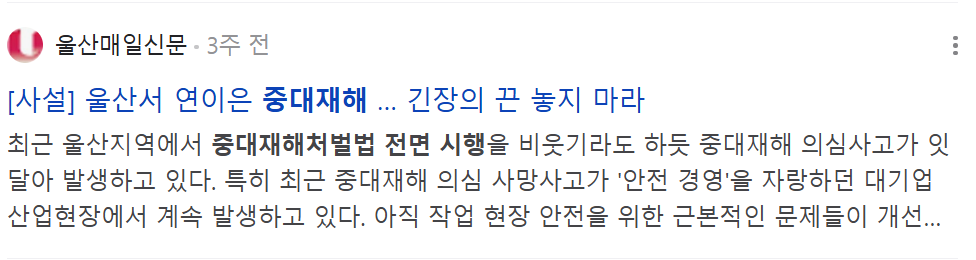 울산매일신문 · 3주 전
[사설] 울산서 연이은 중대재해 ... 긴장의 끈 놓지 마라
최근 울산지역에서 중대재해처벌법 전면 시행을 비웃기라도 하듯 중대재해 의심사고가 잇
달아 발생하고 있다. 특히 최근 중대재해 의심 사망사고가 '안전 경영'을 자랑하던 대기업
산업현장에서 계속 발생하고 있다. 아직 작업 현장 안전을 위한 근본적인 문제들이 개선...